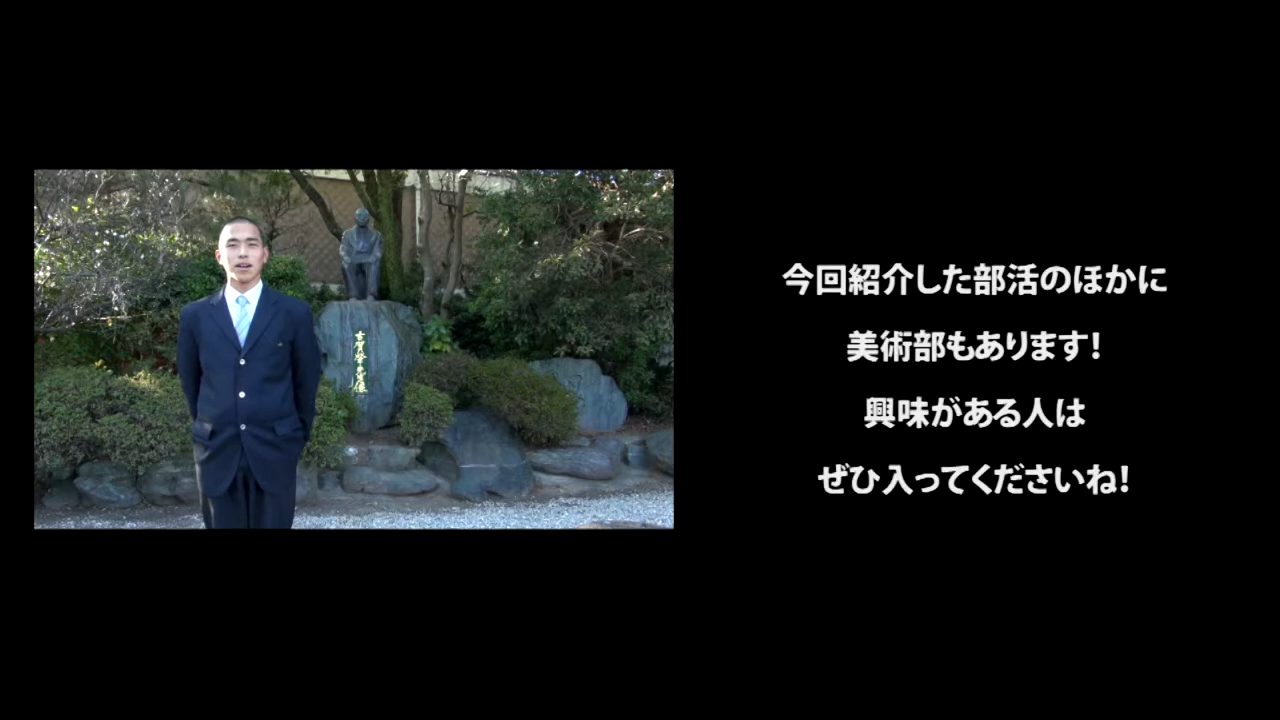 今回紹介した部活のほかに
美術部もあります!
興味がある人は
ぜひ入ってくださいね!